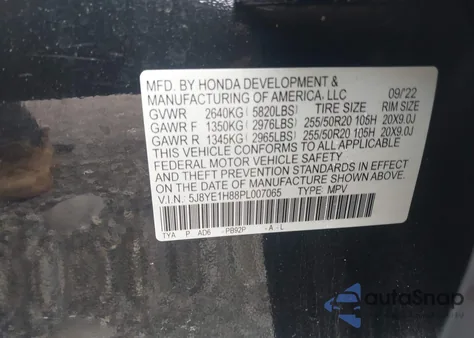 MFD. BY HONDA DEVELOPMENT &
MANUFACTURING OF AMERICA, LLC 09/22
GVWR 2640KG ( 5820LBS) TIRE SIZE RIM SIZE
GAWR F 1350KG ( 2976LBS) 255/50R20 105H 20X9.0J
GAWR R 1345KG ( 2965LBS) 255/50R20 105H 20X9.0J
THIS VEHICLE CONFORMS TO ALL APPLICABLE
FEDERAL MOTOR VEHICLE SAFETY
AND THEFT PREVENTION STANDARDS IN EFFECT
ON THE DATE OF MANUFACTURE SHOWN ABOVE.
V.I.N.: 5J8YE1H88PL007065 TYPE: MPV
TYA P AD6 -PB92P -A-L
autoSnap